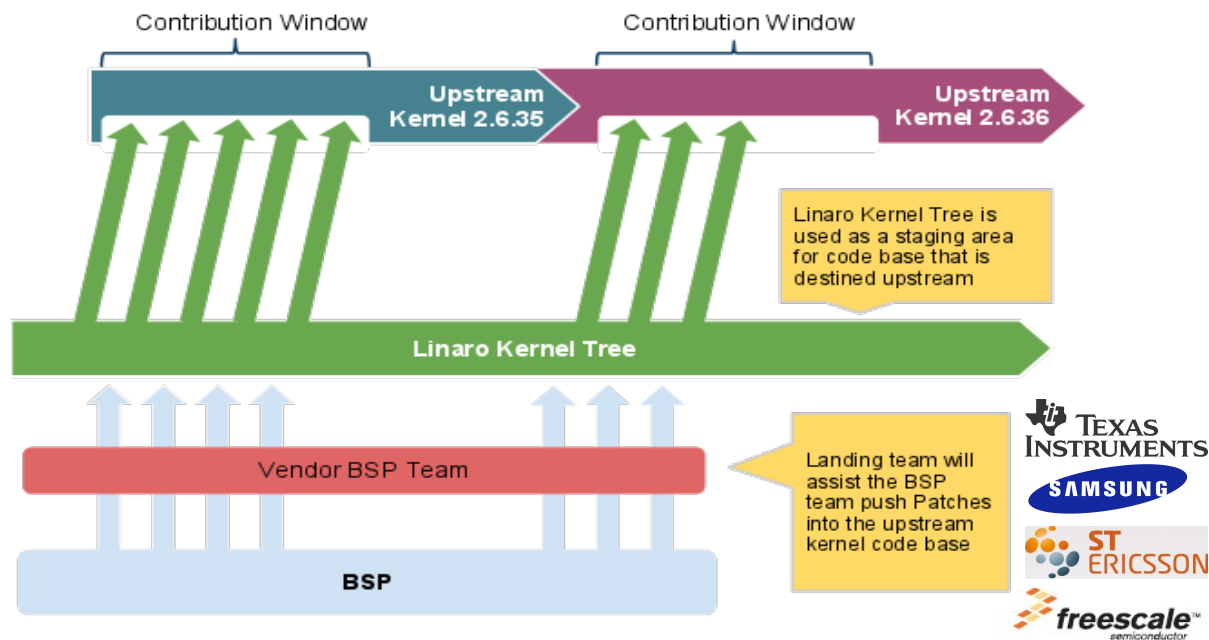 Contribution Window
Contribution Window
Upstream
Kernel 2.6.35
Upstream
Kernel 2.6.36
Linaro Kernel Tree is
used as a staging area
for code base that is
destined upstream
Linaro Kernel Tree
Vendor BSP Team
BSP
Landing team will
assist the BSP
team push Patches
into the upstream
kernel code base
ti
TEXAS
INSTRUMENTS
SAMSUNG
ST
ERICSSON
freescale™
semiconductor